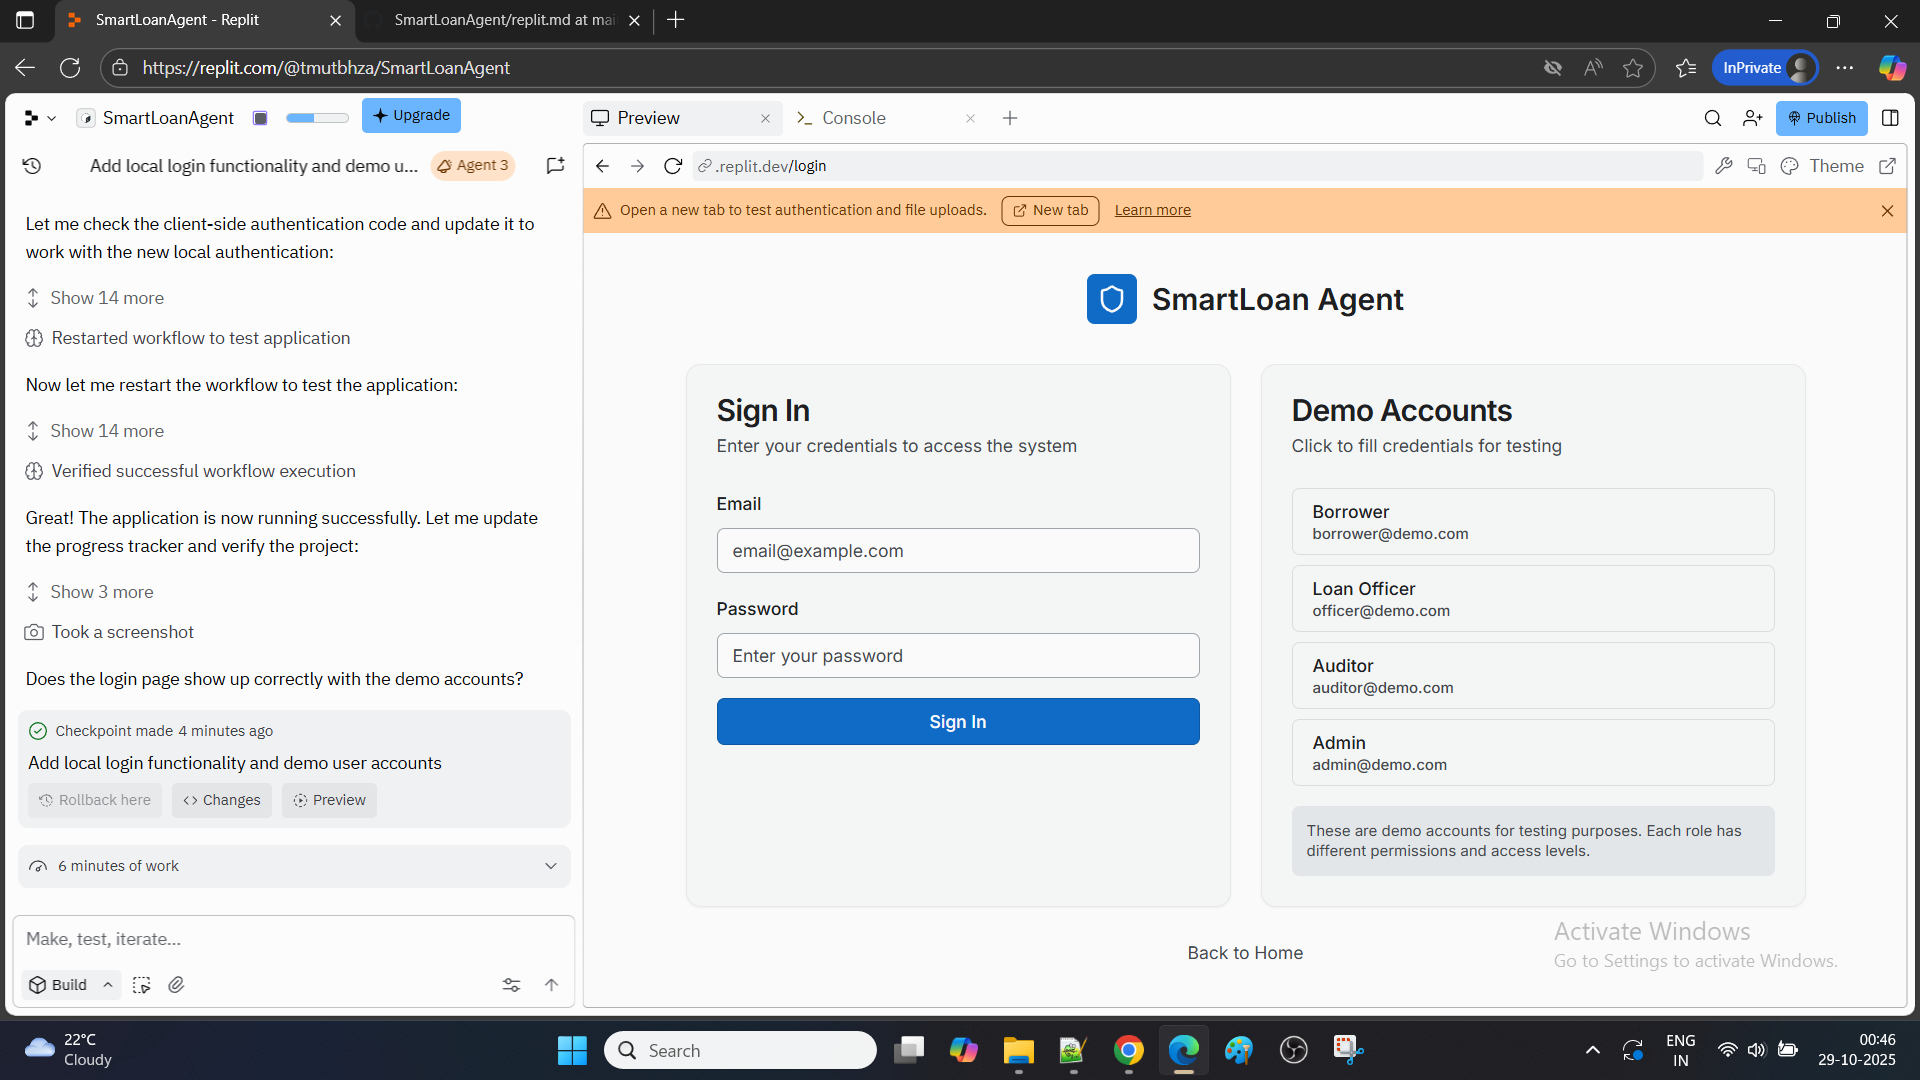 SmartLoanAgent - Replit
SmartLoanAgent/replit.md at mai
https://replit.com/@tmutbhza/SmartLoanAgent
InPrivate
SmartLoanAgent
Upgrade
Preview
Console
Publish
Add local login functionality and demo u...
Agent 3
.replit.dev/login
Theme
Open a new tab to test authentication and file uploads.
New tab
Learn more
Let me check the client-side authentication code and update it to
work with the new local authentication:
Show 14 more
Restarted workflow to test application
Now let me restart the workflow to test the application:
Show 14 more
Verified successful workflow execution
Great! The application is now running successfully. Let me update
the progress tracker and verify the project:
Show 3 more
Took a screenshot
Does the login page show up correctly with the demo accounts?
Checkpoint made 4 minutes ago
Add local login functionality and demo user accounts
Rollback here
Changes
Preview
6 minutes of work
Make, test, iterate...
Build
SmartLoan Agent
Sign In
Enter your credentials to access the system
Email
email@example.com
Password
Enter your password
Sign In
Demo Accounts
Click to fill credentials for testing
Borrower
borrower@demo.com
Loan Officer
officer@demo.com
Auditor
auditor@demo.com
Admin
admin@demo.com
These are demo accounts for testing purposes. Each role has
different permissions and access levels.
Back to Home
Activate Windows
Go to Settings to activate Windows.
22°C
Cloudy
Search
ENG
IN
00:46
29-10-2025